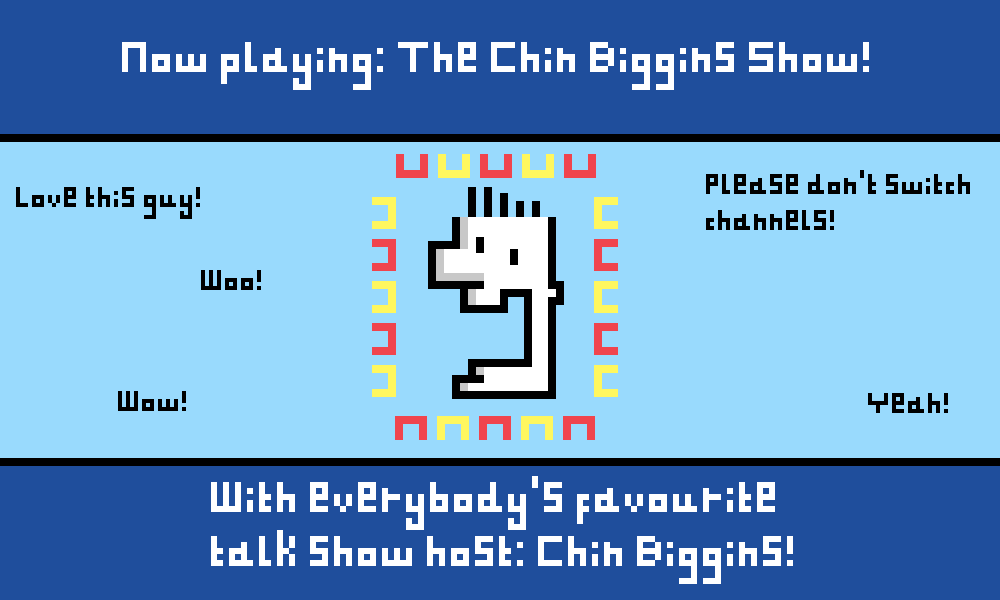 Now playing: The Chin Biggins Show!
Love this guy!
Please don't switch
channels!
Woo!
Wow!
Yeah!
With everybody's favourite
talk show host: Chin Biggins!